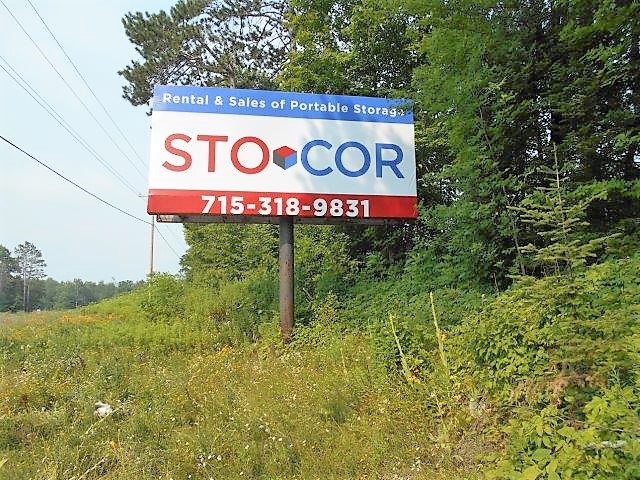 Rental & Sales of Portable Storage
STO COR
715-318-9831